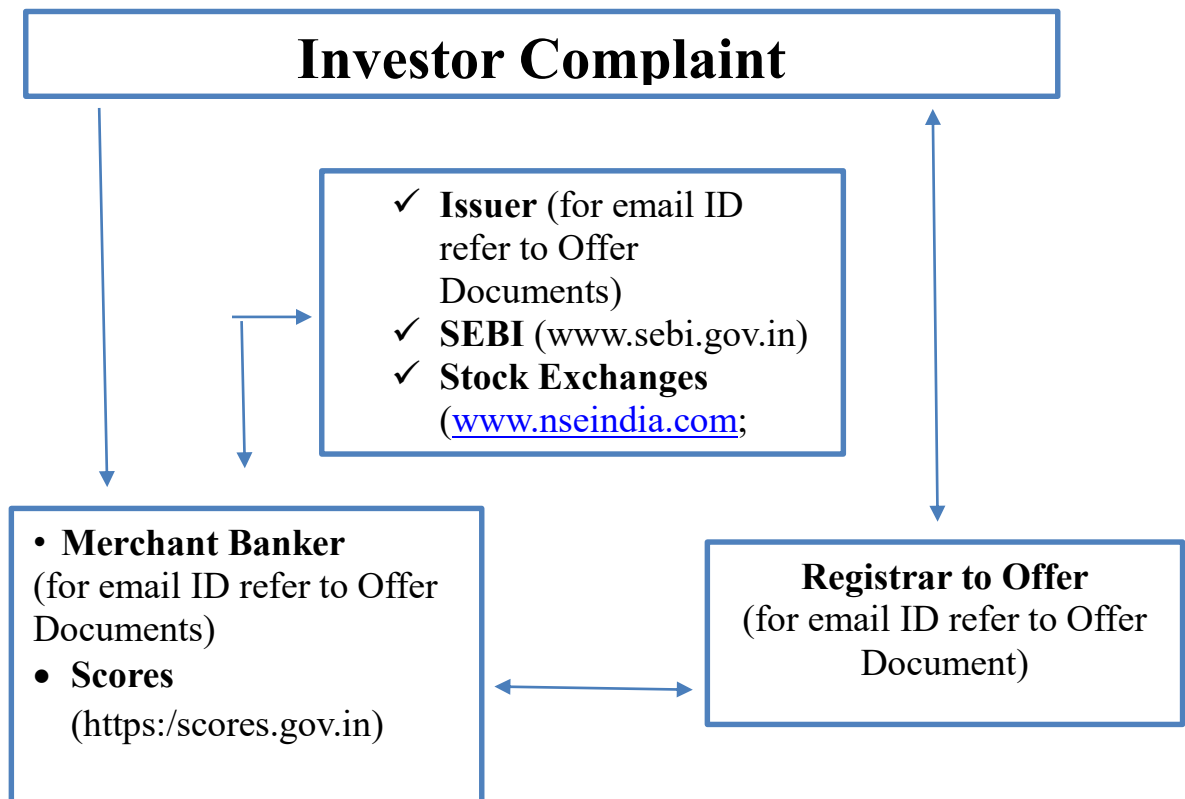 Investor Complaint
✓ Issuer (for email ID
refer to Offer
Documents)
✓ SEBI (www.sebi.gov.in)
✓ Stock Exchanges
(www.nseindia.com;
• Merchant Banker
(for email ID refer to Offer
Documents)
• Scores
(https:/scores.gov.in)
Registrar to Offer
(for email ID refer to Offer
Document)